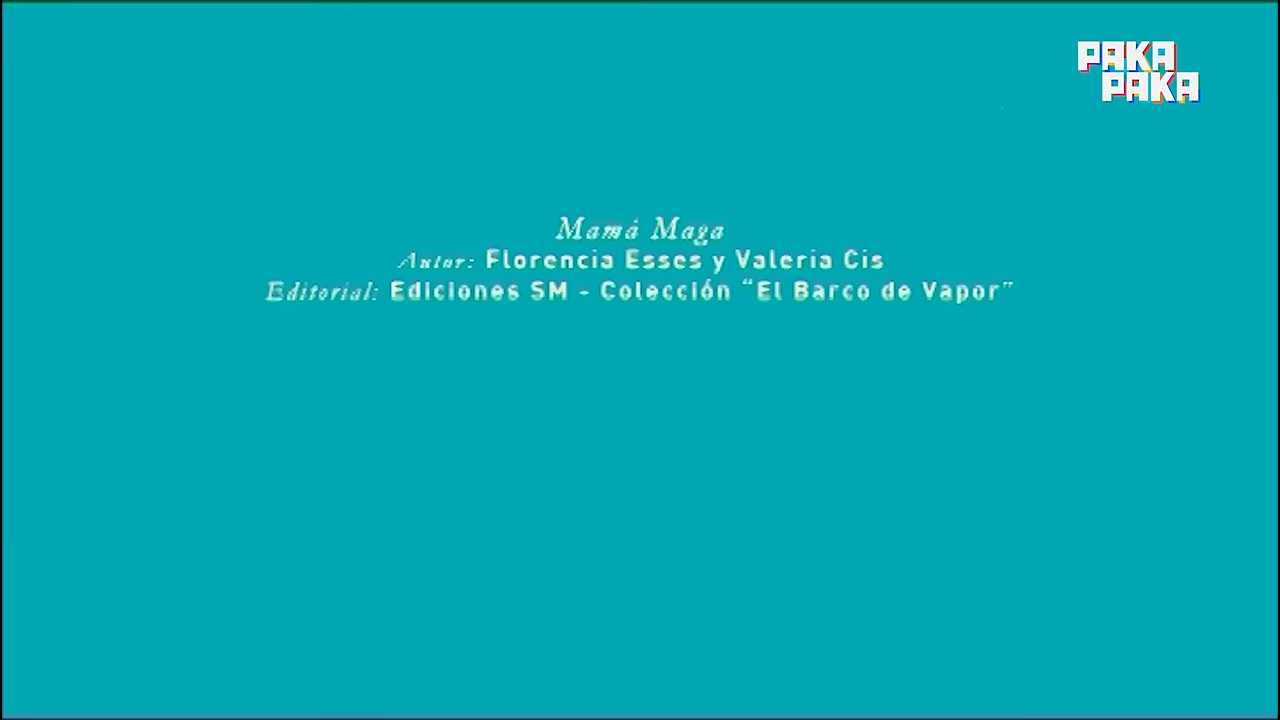 PAKA
PAKA
Mamá Maga
Autor: Florencia Esses y Valeria Cis
Editorial: Ediciones SM - Colección “El Barco de Vapor”